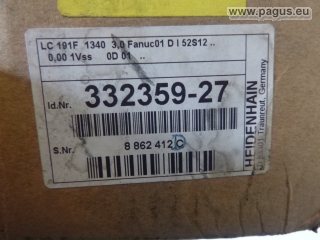 www.pagus.eu
LC 191F 1340 3,0 Fanuc01 D I 52S12 ..
0,00 1Vss 0D 01 ..
Id.Nr. 332359-27
S.Nr. 8 862 412 C
HEIDENHAIN
Traunreut, Germany